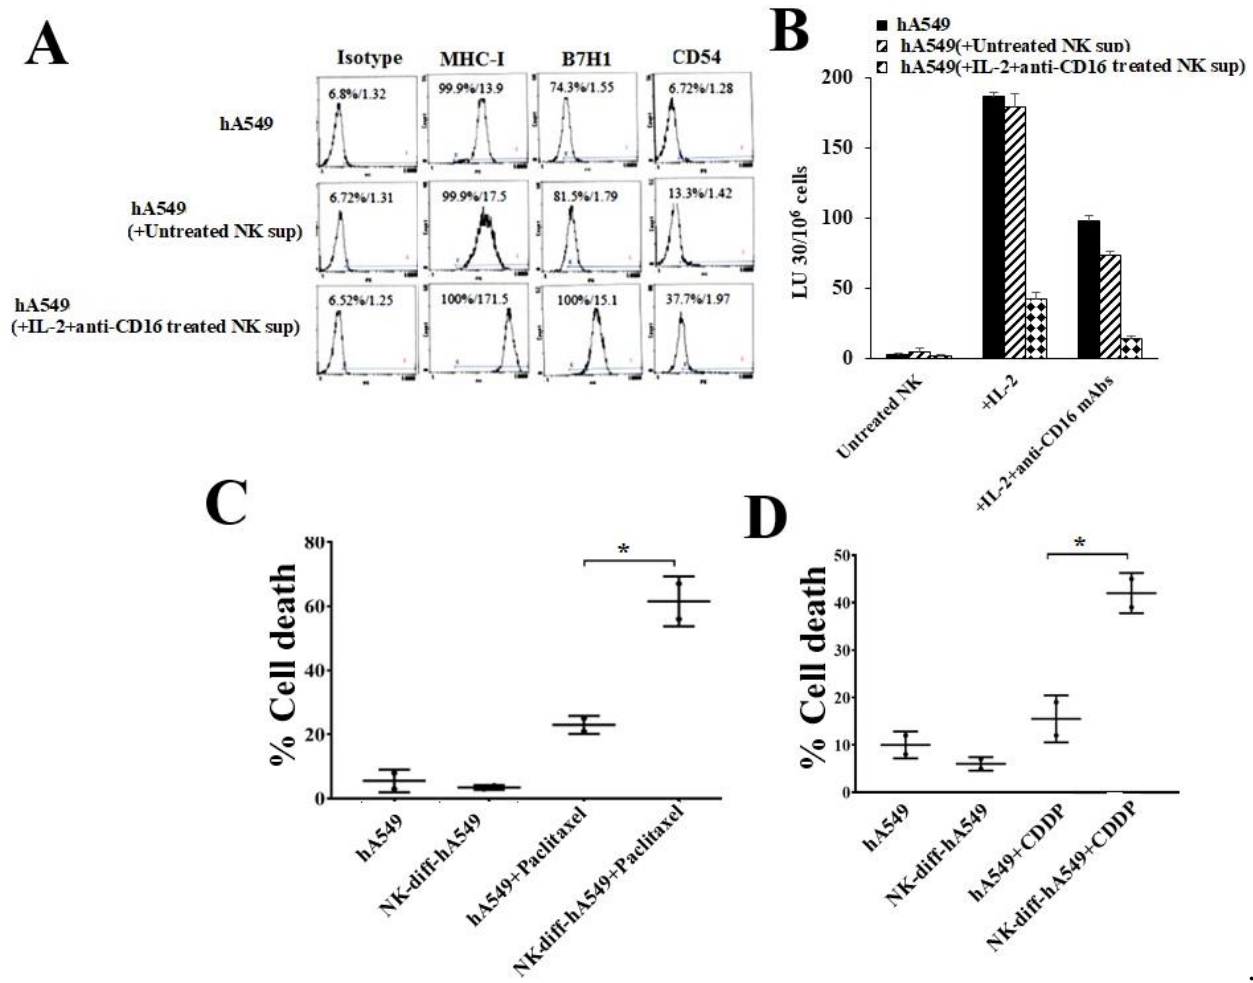 A
Isotype MHC-I B7H1 CD54
hA549
6.8%/1.32 99.9%/13.9 74.3%/1.55 6.72%/1.28
hA549
(+Untreated NK sup)
6.72%/1.31 99.9%/17.5 81.5%/1.79 13.3%/1.42
hA549
(+IL-2+anti-CD16 treated NK sup)
6.52%/1.25 100%/171.5 100%/15.1 37.7%/1.97
B
hA549
hA549(+Untreated NK sup)
hA549(+IL-2+anti-CD16 treated NK sup)
LU 30/10⁶ cells
200
150
100
50
0
Untreated NK
+IL-2
+IL-2+anti-CD16 mAbs
C
% Cell death
80
60
40
20
0
*
hA549
NK-diff-hA549
hA549+Paclitaxel
NK-diff-hA549+Paclitaxel
D
% Cell death
50
40
30
20
10
0
*
hA549
NK-diff-hA549
hA549+CDDP
NK-diff-hA549+CDDP
.